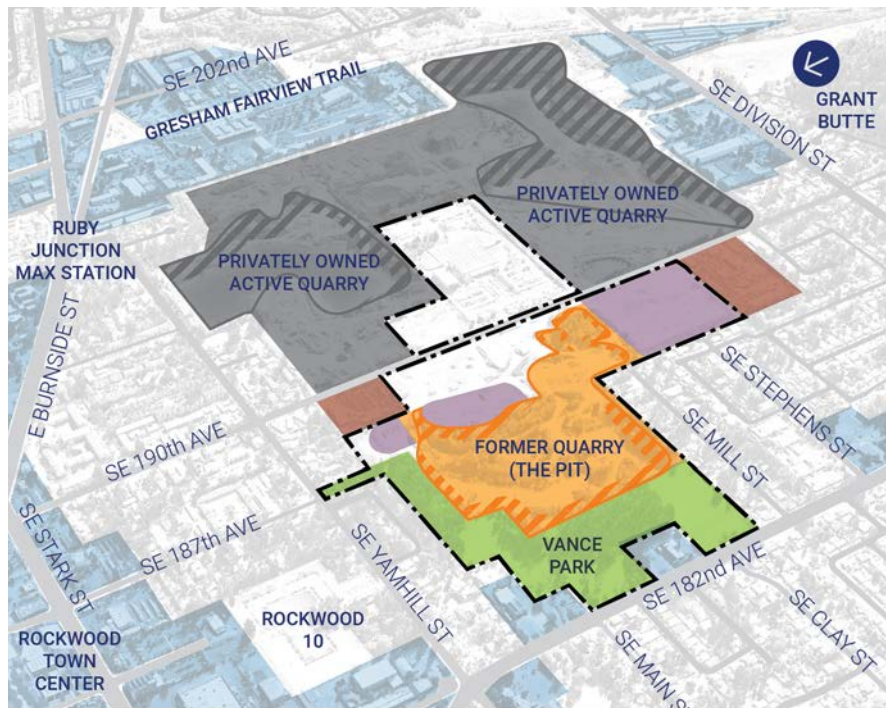 SE 202nd AVE
GRESHAM FAIRVIEW TRAIL
SE DIVISION ST
GRANT
BUTTE
PRIVATELY OWNED
ACTIVE QUARRY
RUBY
JUNCTION
MAX STATION
PRIVATELY OWNED
ACTIVE QUARRY
E BURNSIDE ST
SE STEPHENS ST
SE 190th AVE
SE MILL ST
FORMER QUARRY
(THE PIT)
SE 187th AVE
SE STARK ST
SE YAMHILL ST
VANCE
PARK
SE 182nd AVE
SE CLAY ST
ROCKWOOD
10
ROCKWOOD
TOWN
CENTER
SE MAIN S